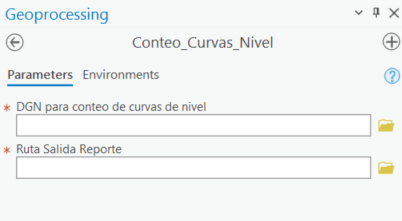 Geoprocessing
Conteo_Curvas_Nivel
Parameters Environments
* DGN para conteo de curvas de nivel
* Ruta Salida Reporte